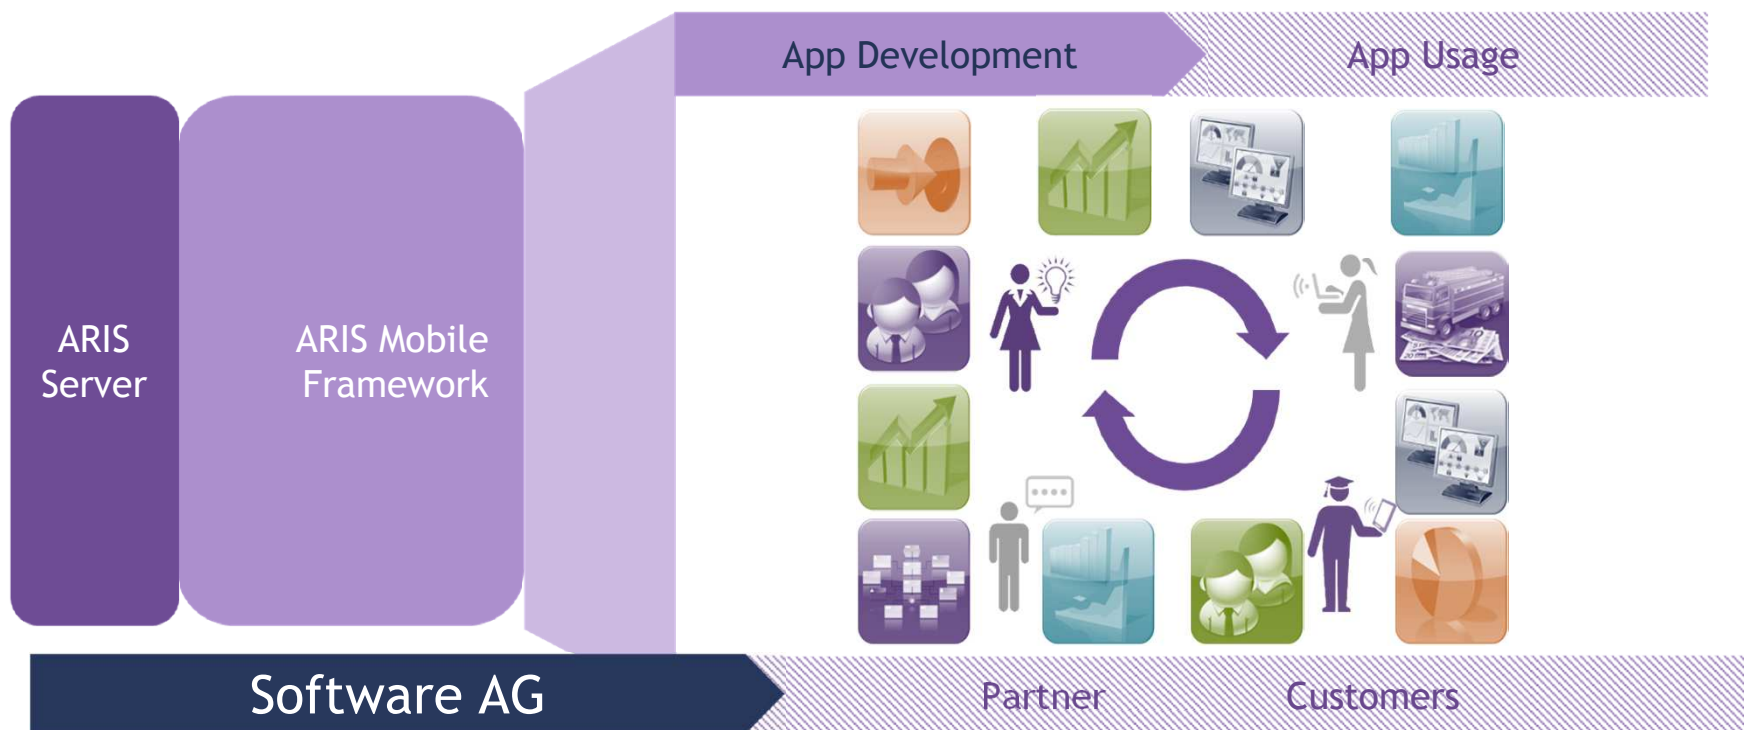 App Development
App Usage
ARIS
Server
ARIS Mobile
Framework
Software AG
Partner
Customers